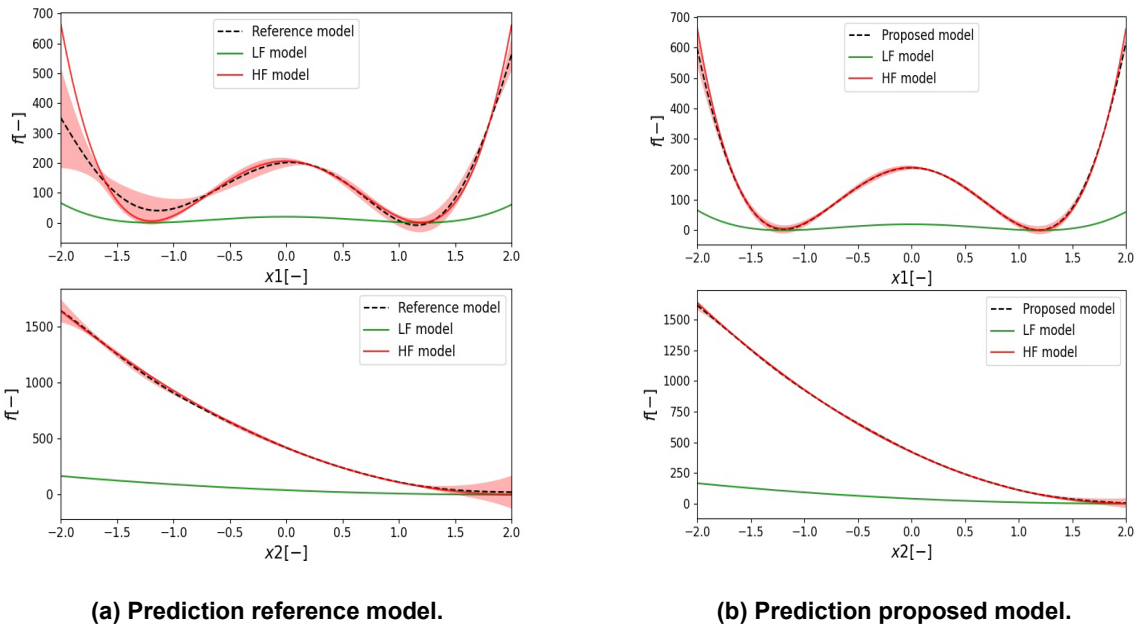 700
600
500
400
300
200
100
0
f[−]
Reference model
LF model
HF model
−2.0 −1.5 −1.0 −0.5 0.0 0.5 1.0 1.5 2.0
x1[−]
1500
1000
500
0
f[−]
Reference model
LF model
HF model
−2.0 −1.5 −1.0 −0.5 0.0 0.5 1.0 1.5 2.0
x2[−]
(a) Prediction reference model.
700
600
500
400
300
200
100
0
f[−]
Proposed model
LF model
HF model
−2.0 −1.5 −1.0 −0.5 0.0 0.5 1.0 1.5 2.0
x1[−]
1500
1250
1000
750
500
250
0
f[−]
Proposed model
LF model
HF model
−2.0 −1.5 −1.0 −0.5 0.0 0.5 1.0 1.5 2.0
x2[−]
(b) Prediction proposed model.